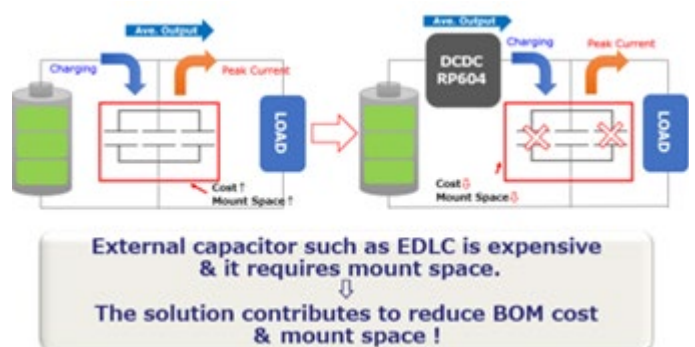 Ave. Output
Charging
Peak Current
LOAD
Cost↑
Mount Space↑
Ave. Output
DCDC
RP604
Charging
Peak Current
LOAD
Cost⇩
Mount Space⇩
External capacitor such as EDLC is expensive
& it requires mount space.
⇩
The solution contributes to reduce BOM cost
& mount space !